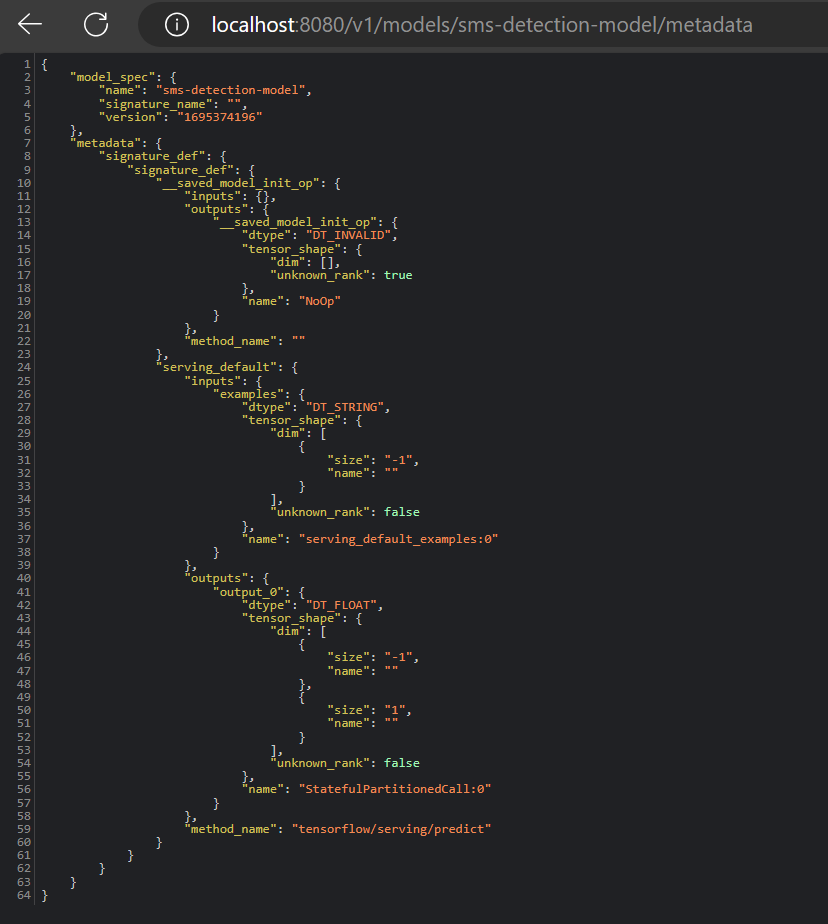 localhost:8080/v1/models/sms-detection-model/metadata
1 {
2     "model_spec": {
3         "name": "sms-detection-model",
4         "signature_name": "",
5         "version": "1695374196"
6     },
7     "metadata": {
8         "signature_def": {
9             "signature_def": {
10                 "__saved_model_init_op": {
11                     "inputs": {},
12                     "outputs": {
13                         "__saved_model_init_op": {
14                             "dtype": "DT_INVALID",
15                             "tensor_shape": {
16                                 "dim": [],
17                                 "unknown_rank": true
18                             },
19                             "name": "NoOp"
20                         }
21                     },
22                     "method_name": ""
23                 },
24                 "serving_default": {
25                     "inputs": {
26                         "examples": {
27                             "dtype": "DT_STRING",
28                             "tensor_shape": {
29                                 "dim": [
30                                     {
31                                         "size": "-1",
32                                         "name": ""
33                                     }
34                                 ],
35                                 "unknown_rank": false
36                             },
37                             "name": "serving_default_examples:0"
38                         }
39                     },
40                     "outputs": {
41                         "output_0": {
42                             "dtype": "DT_FLOAT",
43                             "tensor_shape": {
44                                 "dim": [
45                                     {
46                                         "size": "-1",
47                                         "name": ""
48                                     },
49                                     {
50                                         "size": "1",
51                                         "name": ""
52                                     }
53                                 ],
54                                 "unknown_rank": false
55                             },
56                             "name": "StatefulPartitionedCall:0"
57                         }
58                     },
59                     "method_name": "tensorflow/serving/predict"
60                 }
61             }
62         }
63     }
64 }